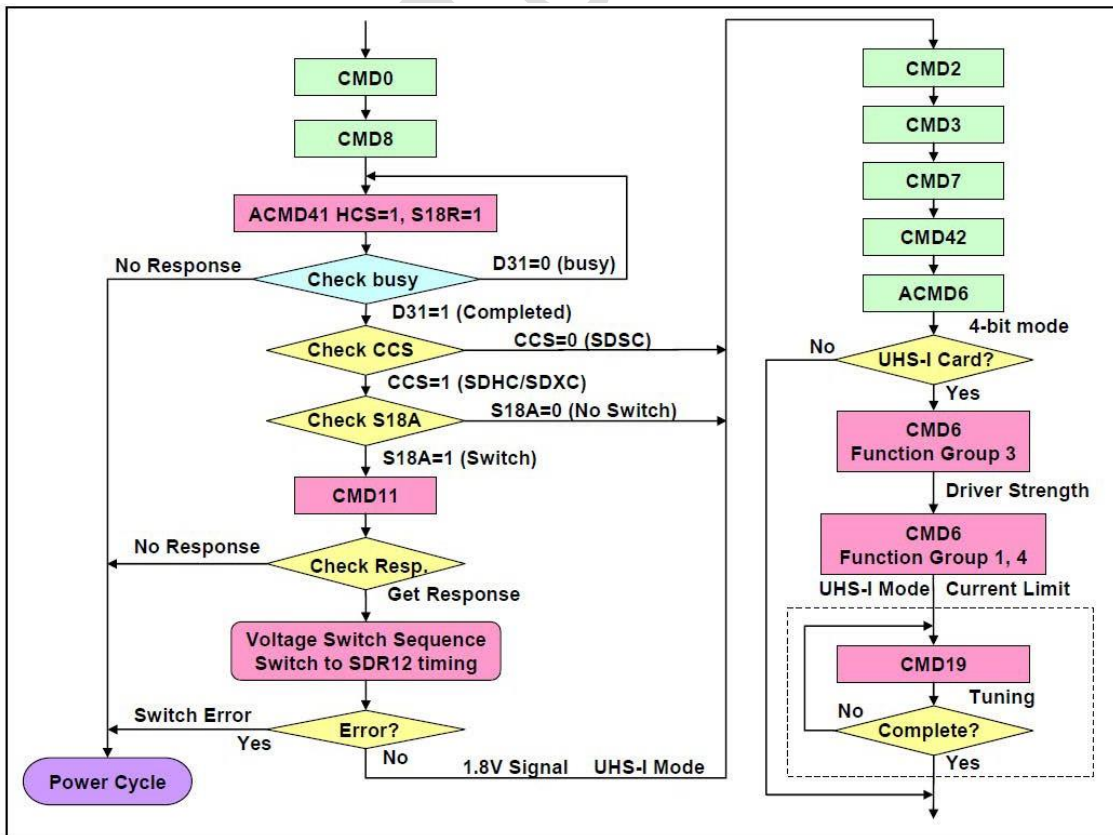 CMD0
CMD8
ACMD41 HCS=1, S18R=1
No Response
D31=0 (busy)
Check busy
D31=1 (Completed)
Check CCS
CCS=0 (SDSC)
CCS=1 (SDHC/SDXC)
Check S18A
S18A=0 (No Switch)
S18A=1 (Switch)
CMD11
No Response
Check Resp.
Get Response
Voltage Switch Sequence
Switch to SDR12 timing
Switch Error
Error?
Yes
No
Power Cycle
1.8V Signal UHS-I Mode
CMD2
CMD3
CMD7
CMD42
ACMD6
4-bit mode
No
UHS-I Card?
Yes
CMD6
Function Group 3
Driver Strength
CMD6
Function Group 1, 4
UHS-I Mode Current Limit
CMD19
Tuning
No
Complete?
Yes